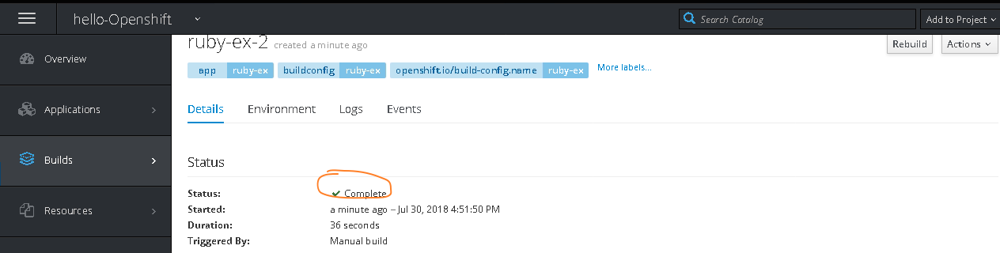 hello-Openshift
Search Catalog
Add to Project
Overview
Applications
Builds
Resources
ruby-ex-2 created a minute ago
Rebuild
Actions
app ruby-ex buildconfig ruby-ex openshift.io/build-config.name ruby-ex More labels...
Details Environment Logs Events
Status
Status: Complete
Started: a minute ago – Jul 30, 2018 4:51:50 PM
Duration: 36 seconds
Triggered By: Manual build